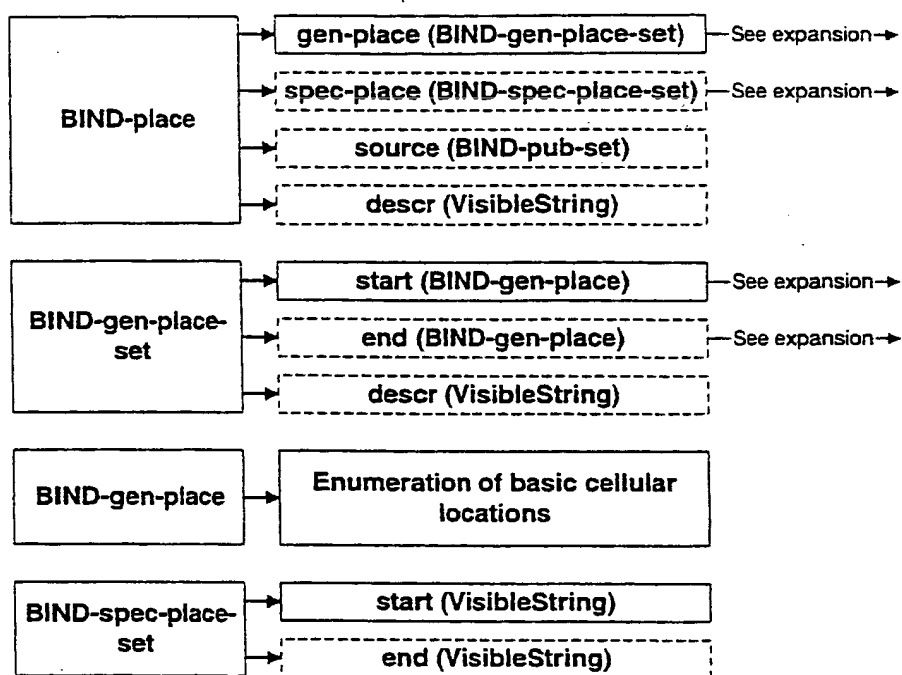 BIND-place
gen-place (BIND-gen-place-set)
See expansion
spec-place (BIND-spec-place-set)
See expansion
source (BIND-pub-set)
descr (VisibleString)
BIND-gen-place-
set
start (BIND-gen-place)
See expansion
end (BIND-gen-place)
See expansion
descr (VisibleString)
BIND-gen-place
Enumeration of basic cellular
locations
BIND-spec-place-
set
start (VisibleString)
end (VisibleString)